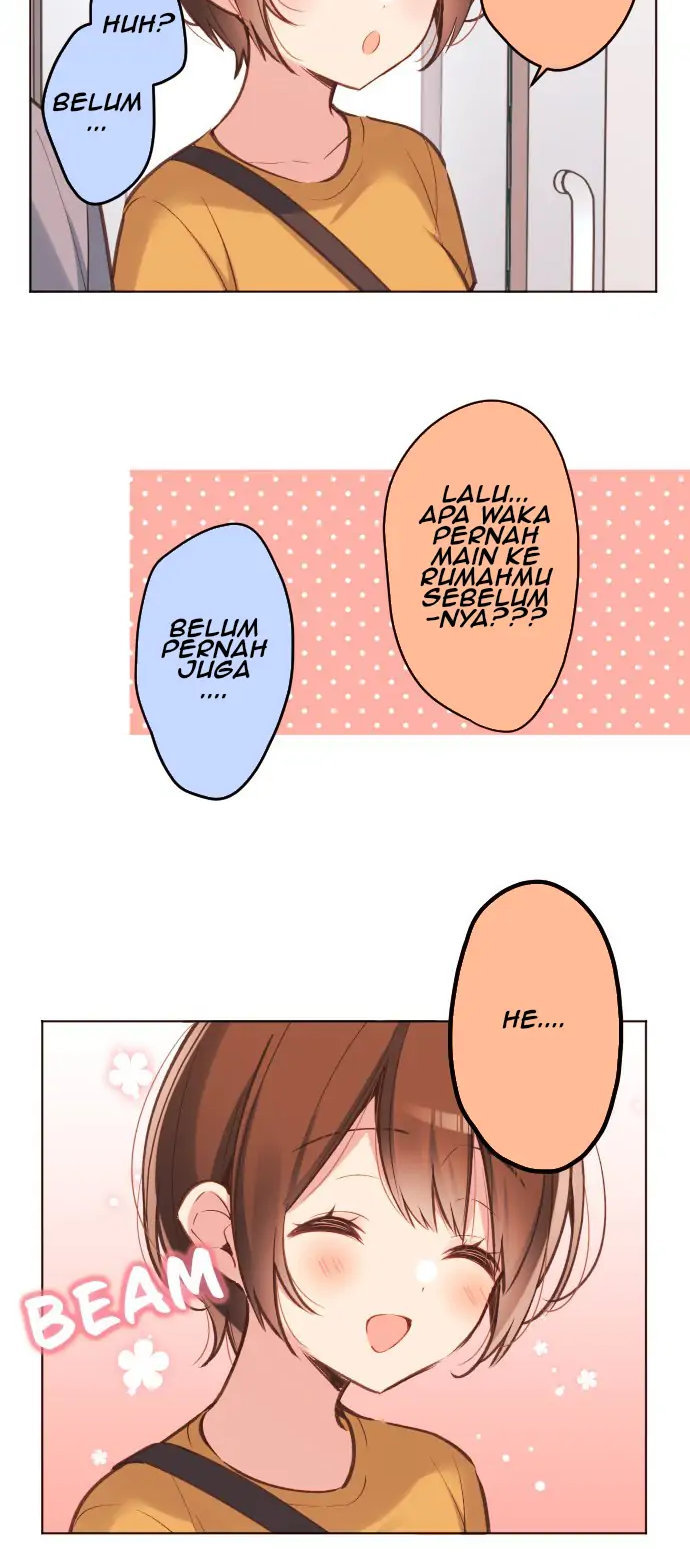 HUH?
BELUM
...
LALU...
APA WAKA
PERNAH
MAIN KE
RUMAHMU
SEBELUM
-NYA???
BELUM
PERNAH
JUGA
....
HE....
BEAM